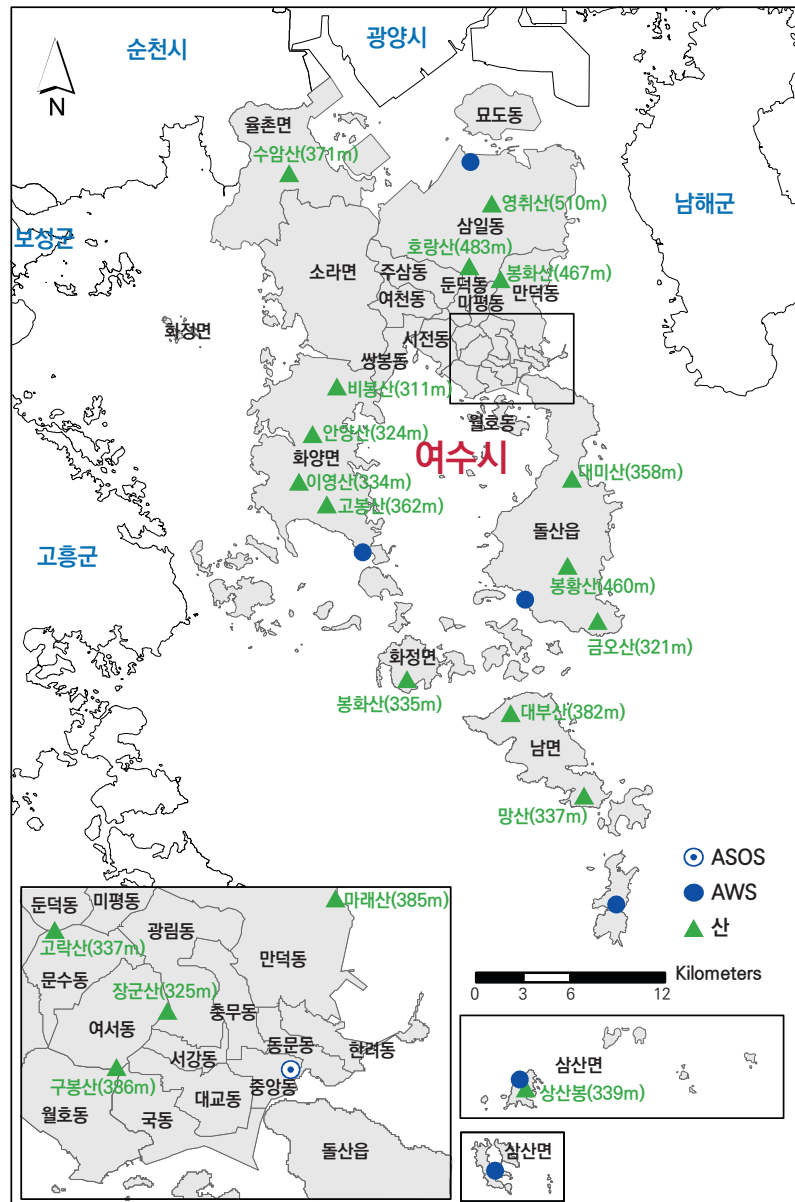 순천시
광양시
N
율촌면
묘도동
수암산(371m)
영취산(510m)
남해군
삼일동
보성군
호랑산(483m)
소라면
주삼동
봉화산(467m)
둔덕동
만덕동
여천동
미평동
화정면
서전동
쌍봉동
비봉산(311m)
월호동
안양산(324m)
여수시
화양면
대미산(358m)
이영산(334m)
고봉산(362m)
돌산읍
고흥군
봉황산(460m)
금오산(321m)
화정면
봉화산(335m)
대부산(382m)
남면
망산(337m)
ASOS
AWS
산
Kilometers
0 3 6 12
미평동
마래산(385m)
둔덕동
광림동
고락산(337m)
만덕동
문수동
장군산(325m)
충무동
여서동
동문동
한려동
서강동
구봉산(386m)
중앙동
대교동
월호동
국동
돌산읍
삼산면
상산봉(339m)
삼산면